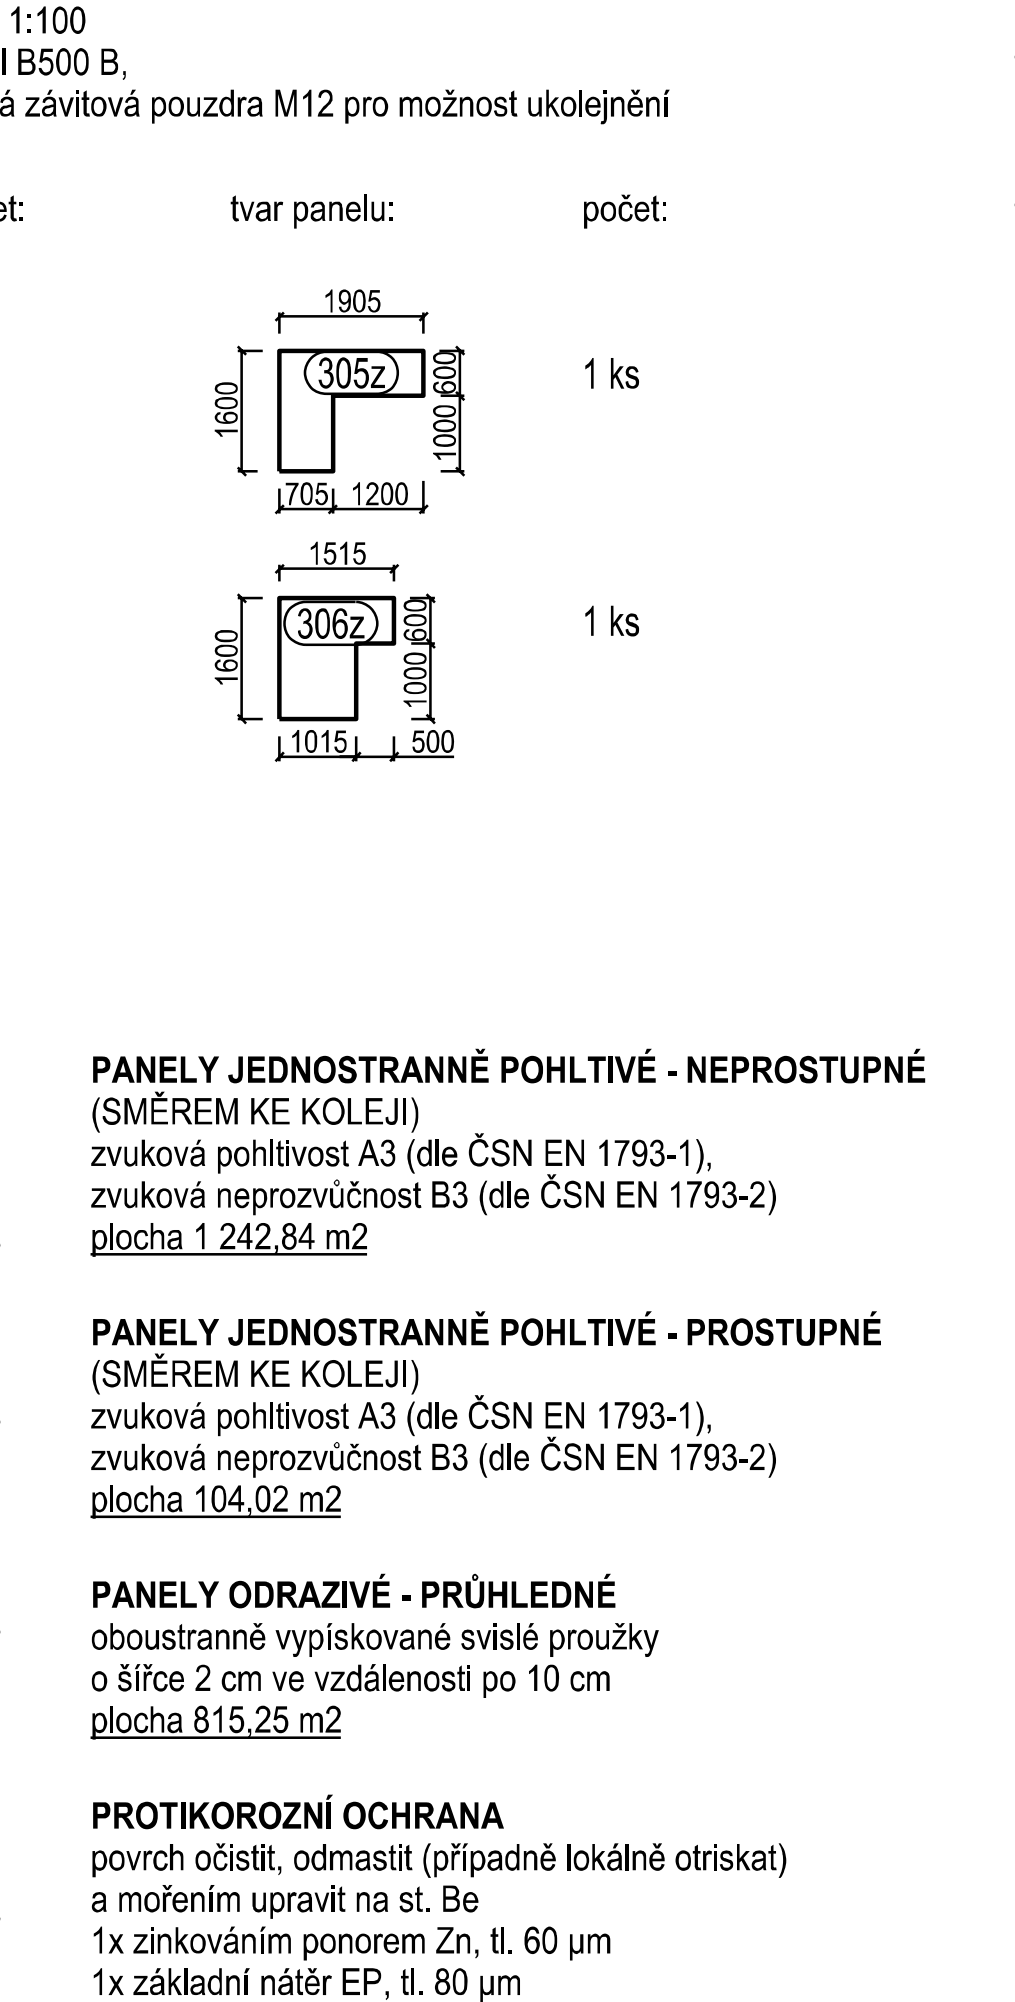 1:100
l B500 B,
á závitová pouzdra M12 pro možnost ukolejnění
et: tvar panelu: počet:
1905
305z
1600
600
1000
705 1200
1 ks
1515
306z
1600
600
1000
1015 500
1 ks
PANELY JEDNOSTRANNĚ POHLTIVÉ - NEPROSTUPNÉ
(SMĚREM KE KOLEJI)
zvuková pohltivost A3 (dle ČSN EN 1793-1),
zvuková neprozvůčnost B3 (dle ČSN EN 1793-2)
plocha 1 242,84 m2
PANELY JEDNOSTRANNĚ POHLTIVÉ - PROSTUPNÉ
(SMĚREM KE KOLEJI)
zvuková pohltivost A3 (dle ČSN EN 1793-1),
zvuková neprozvůčnost B3 (dle ČSN EN 1793-2)
plocha 104,02 m2
PANELY ODRAZIVÉ - PRŮHLEDNÉ
oboustranně vypískované svislé proužky
o šířce 2 cm ve vzdálenosti po 10 cm
plocha 815,25 m2
PROTIKOROZNÍ OCHRANA
povrch očistit, odmastit (případně lokálně otriskat)
a mořením upravit na st. Be
1x zinkováním ponorem Zn, tl. 60 µm
1x základní nátěr EP, tl. 80 µm